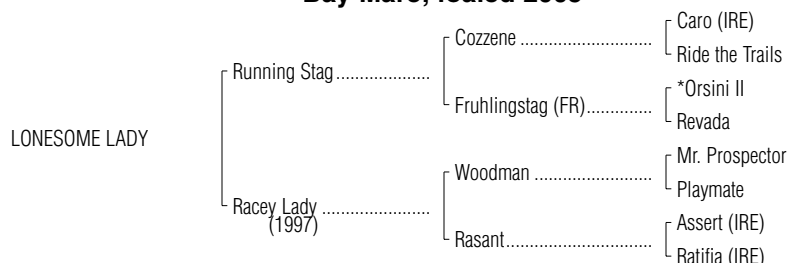 Bay Mare; foaled
Caro (IRE)
Cozzene
Ride the Trails
Running Stag
*Orsini II
Fruhlingstag (FR)
Revada
LONESOME LADY
Mr. Prospector
Woodman
Playmate
Racey Lady
(1997)
Assert (IRE)
Rasant
Ratifia (IRE)